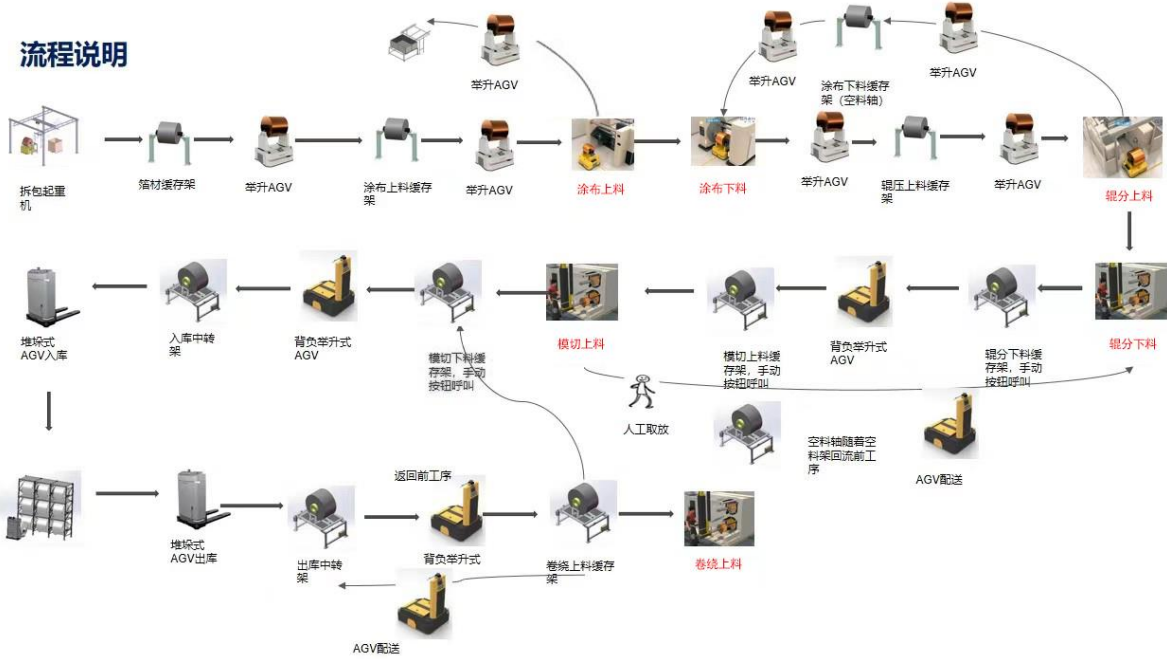 流程说明
举升AGV
举升AGV
涂布下料缓存
架（空料轴）
举升AGV
拆包起重
机
箔材缓存架
举升AGV
涂布上料缓存
架
举升AGV
涂布上料
涂布下料
举升AGV
辊压上料缓存
架
举升AGV
辊分上料
堆垛式
AGV入库
入库中转
架
背负举升式
AGV
模切下料缓
存架，手动
按钮呼叫
模切上料
模切上料缓
存架，手动
按钮呼叫
背负举升式
AGV
辊分下料缓
存架，手动
按钮呼叫
辊分下料
人工取放
空料轴随着空
料架回流前工
序
AGV配送
堆垛式
AGV出库
出库中转
架
返回前工序
背负举升式
卷绕上料缓存
架
卷绕上料
AGV配送